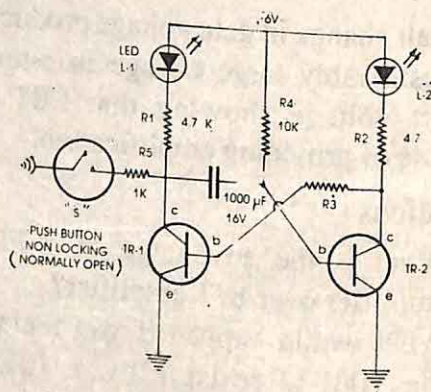 +6V
LED
L-1
L-2
R1
4.7 K
R4
10K
R2
4.7
R5
1K
1000 µF
16V
R3
"S"
PUSH BUTTON
NON LOCKING
(NORMALLY OPEN)
c
b
e
TR-1
c
b
e
TR-2